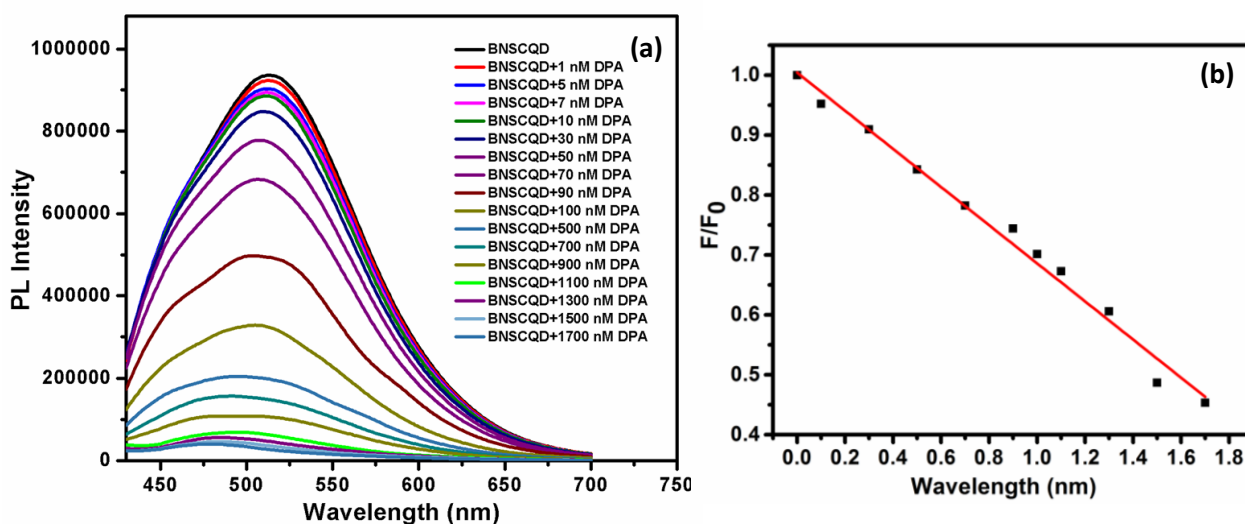 (a)
PL Intensity
1000000
800000
600000
400000
200000
0
BNSCQD
BNSCQD+1 nM DPA
BNSCQD+5 nM DPA
BNSCQD+7 nM DPA
BNSCQD+10 nM DPA
BNSCQD+30 nM DPA
BNSCQD+50 nM DPA
BNSCQD+70 nM DPA
BNSCQD+90 nM DPA
BNSCQD+100 nM DPA
BNSCQD+500 nM DPA
BNSCQD+700 nM DPA
BNSCQD+900 nM DPA
BNSCQD+1100 nM DPA
BNSCQD+1300 nM DPA
BNSCQD+1500 nM DPA
BNSCQD+1700 nM DPA
450 500 550 600 650 700 750
Wavelength (nm)
(b)
F/F0
1.0
0.9
0.8
0.7
0.6
0.5
0.4
0.0 0.2 0.4 0.6 0.8 1.0 1.2 1.4 1.6 1.8
Wavelength (nm)